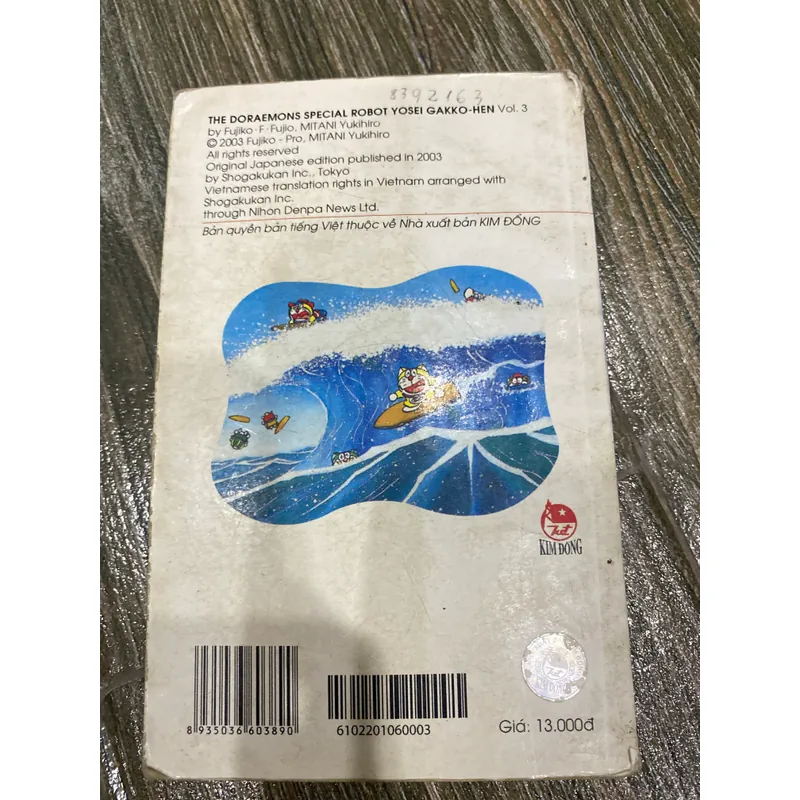 8392163
THE DORAEMONS SPECIAL ROBOT YOSEI GAKKO-HEN Vol. 3
by Fujiko · F · Fujio, MITANI Yukihiro
© 2003 Fujiko - Pro, MITANI Yukihiro
All rights reserved
Original Japanese edition published in 2003
by Shogakukan Inc., Tokyo
Vietnamese translation rights in Vietnam arranged with
Shogakukan Inc.
through Nihon Denpa News Ltd.
Bản quyền bản tiếng Việt thuộc về Nhà xuất bản KIM ĐỒNG
KIM ĐỒNG
8 935036 603890
6102201060003
Giá: 13.000đ